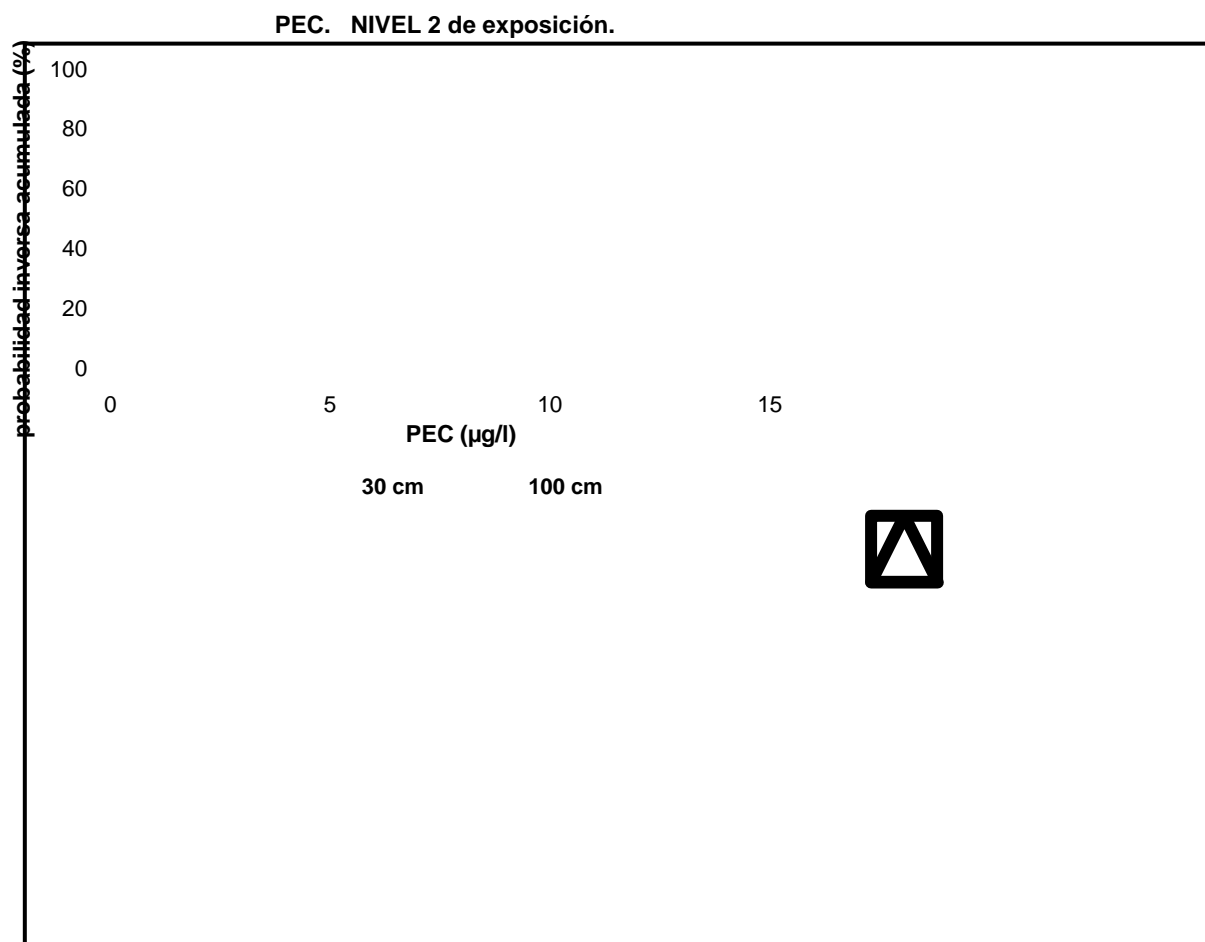 PEC. NIVEL 2 de exposición.
probabilidad inversa acumulada (%)
100
80
60
40
20
0
0 5 10 15
PEC (µg/l)
30 cm 100 cm